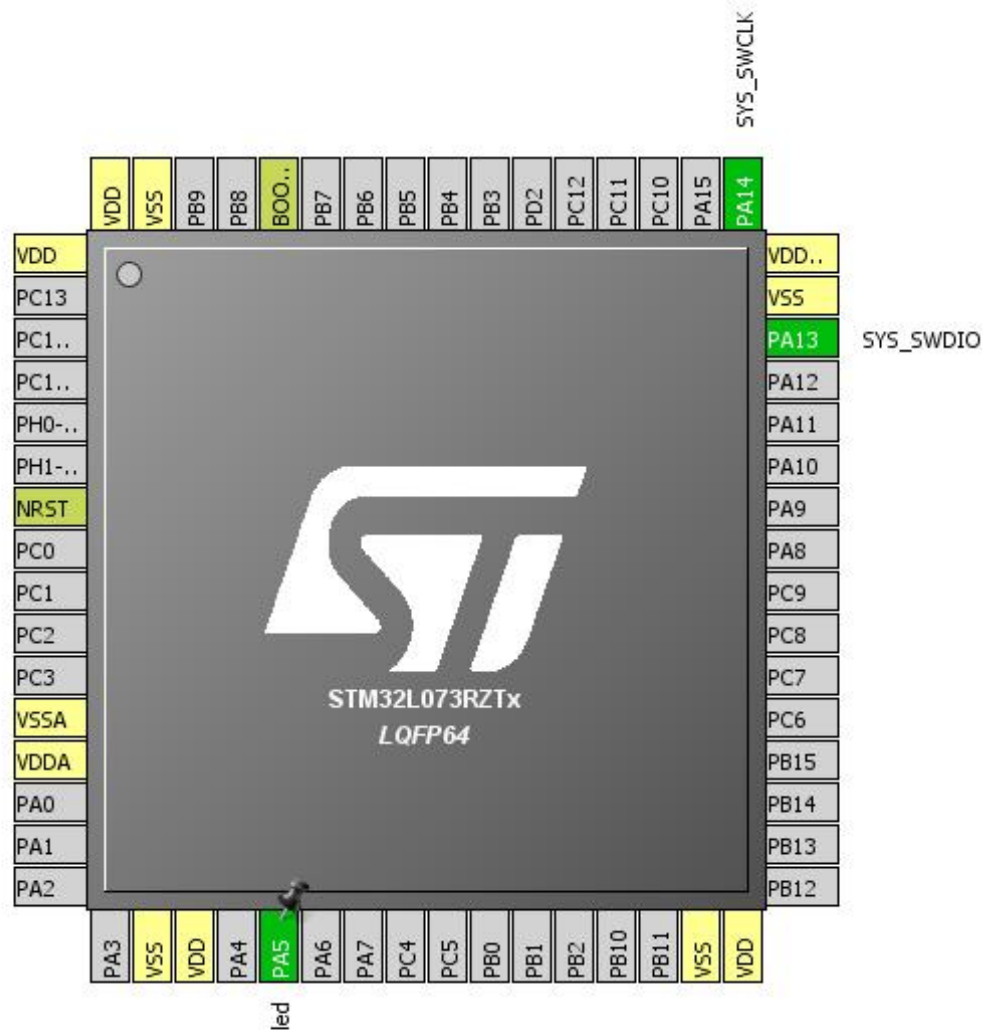 SYS_SWCLK
VDD
VSS
PB9
PB8
BOO..
PB7
PB6
PB5
PB4
PB3
PD2
PC12
PC11
PC10
PA15
PA14
VDD
PC13
PC1..
PC1..
PH0-..
PH1-..
NRST
PC0
PC1
PC2
PC3
VSSA
VDDA
PA0
PA1
PA2
VDD..
VSS
PA13
SYS_SWDIO
PA12
PA11
PA10
PA9
PA8
PC9
PC8
PC7
PC6
PB15
PB14
PB13
PB12
ST
STM32L073RZTx
LQFP64
PA3
VSS
VDD
PA4
PA5
PA6
PA7
PC4
PC5
PB0
PB1
PB2
PB10
PB11
VSS
VDD
led